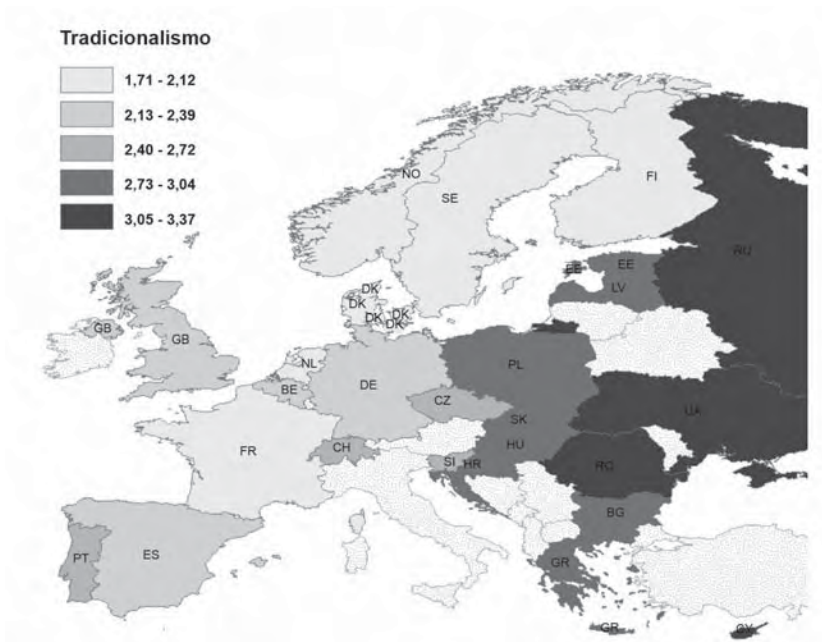 Tradicionalismo
1,71 - 2,12
2,13 - 2,39
2,40 - 2,72
2,73 - 3,04
3,05 - 3,37
NO
SE
FI
RU
EE
EE
LV
DK
DK
DK
DK
DK
GB
GB
NL
BE
DE
PL
CZ
UA
SK
HU
FR
CH
SI
HR
RO
BG
PT
ES
GR
GR
CY